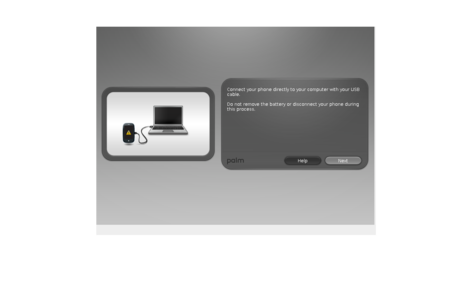 Connect your phone directly to your computer with your USB
cable.
Do not remove the battery or disconnect your phone during
this process.
palm
Help
Next